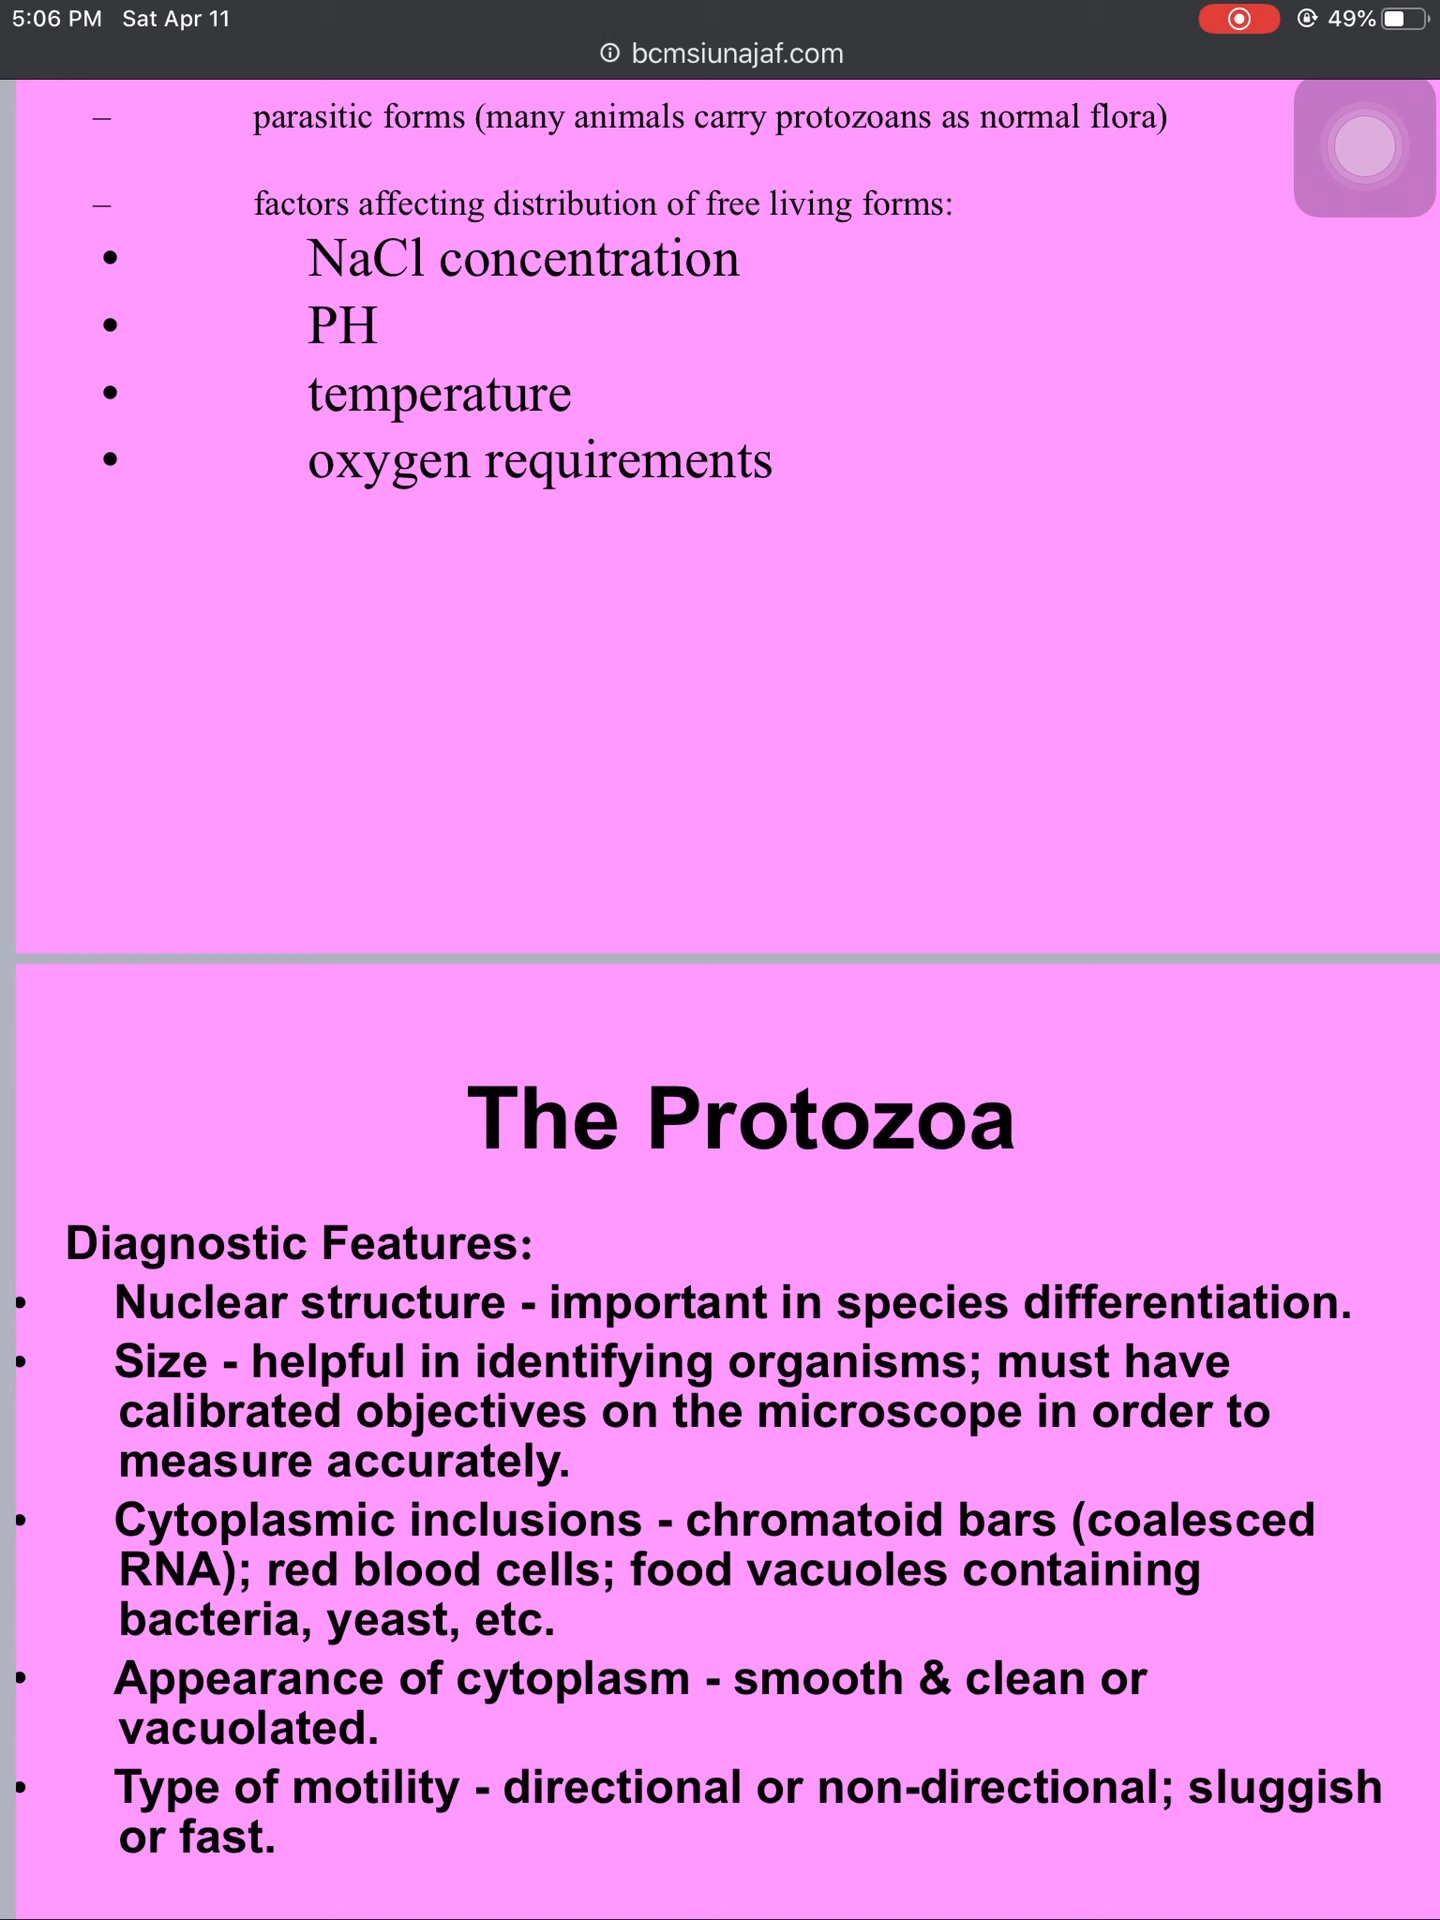 5:06 PM Sat Apr 11
49%
bcmsiunajaf.com
– parasitic forms (many animals carry protozoans as normal flora)
– factors affecting distribution of free living forms:
• NaCl concentration
• PH
• temperature
• oxygen requirements
The Protozoa
Diagnostic Features:
• Nuclear structure - important in species differentiation.
• Size - helpful in identifying organisms; must have
calibrated objectives on the microscope in order to
measure accurately.
• Cytoplasmic inclusions - chromatoid bars (coalesced
RNA); red blood cells; food vacuoles containing
bacteria, yeast, etc.
• Appearance of cytoplasm - smooth & clean or
vacuolated.
• Type of motility - directional or non-directional; sluggish
or fast.